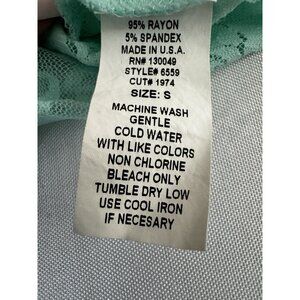 95% RAYON
5% SPANDEX
MADE IN U.S.A.
RN# 130049
STYLE# 6559
CUT# 1974
SIZE: S
MACHINE WASH
GENTLE
COLD WATER
WITH LIKE COLORS
NON CHLORINE
BLEACH ONLY
TUMBLE DRY LOW
USE COOL IRON
IF NECESARY